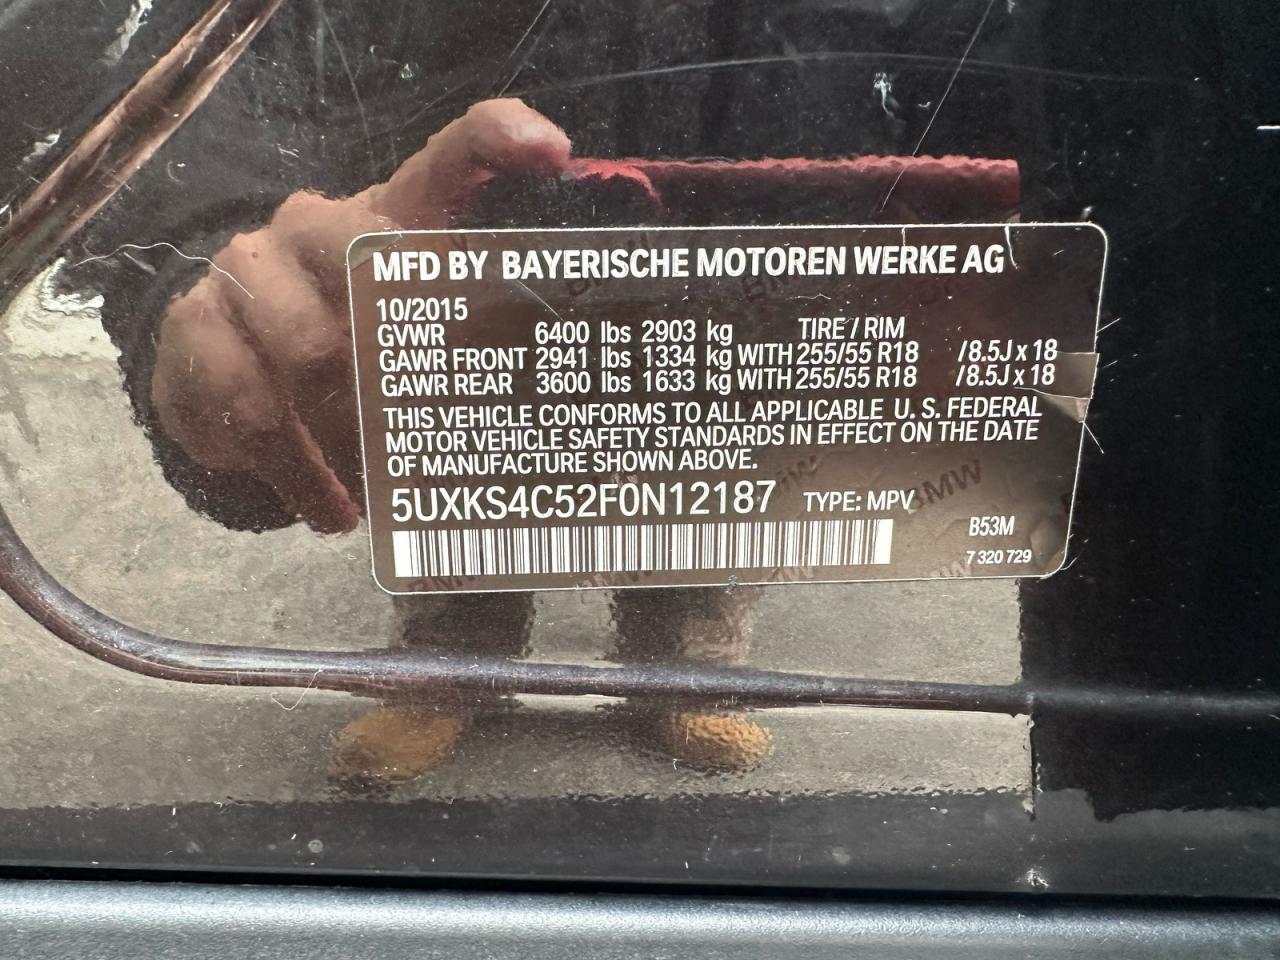 MFD BY BAYERISCHE MOTOREN WERKE AG
10/2015
GVWR 6400 lbs 2903 kg TIRE / RIM
GAWR FRONT 2941 lbs 1334 kg WITH 255/55 R18 /8.5J x 18
GAWR REAR 3600 lbs 1633 kg WITH 255/55 R18 /8.5J x 18
THIS VEHICLE CONFORMS TO ALL APPLICABLE U. S. FEDERAL
MOTOR VEHICLE SAFETY STANDARDS IN EFFECT ON THE DATE
OF MANUFACTURE SHOWN ABOVE.
5UXKS4C52F0N12187 TYPE: MPV
B53M
7 320 729
BMW